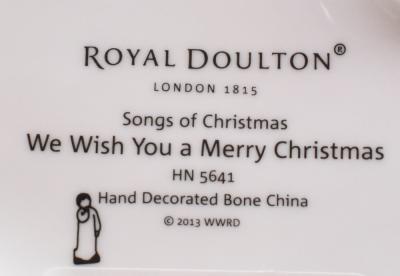 ROYAL DOULTON®
LONDON 1815
Songs of Christmas
We Wish You a Merry Christmas
HN 5641
Hand Decorated Bone China
© 2013 WWRD